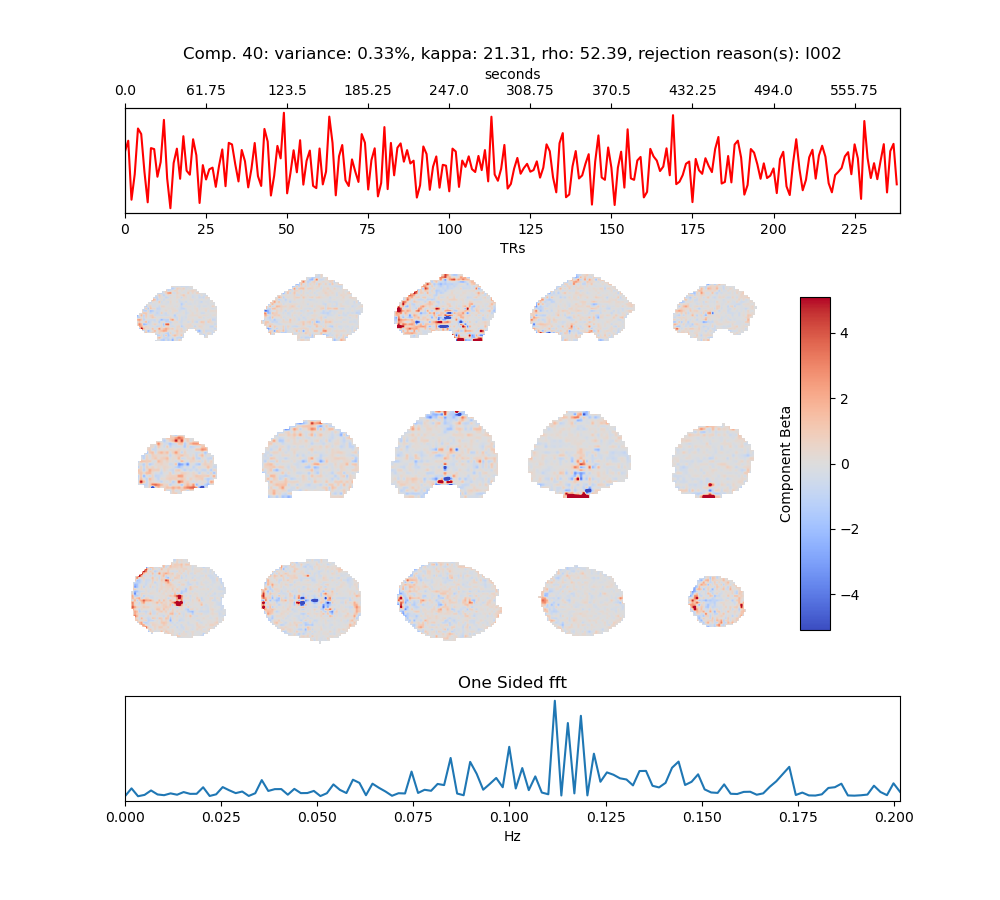 Comp. 40: variance: 0.33%, kappa: 21.31, rho: 52.39, rejection reason(s): I002
seconds
0.0 61.75 123.5 185.25 247.0 308.75 370.5 432.25 494.0 555.75
0 25 50 75 100 125 150 175 200 225
TRs
4
2
0
−2
−4
Component Beta
One Sided fft
0.000 0.025 0.050 0.075 0.100 0.125 0.150 0.175 0.200
Hz